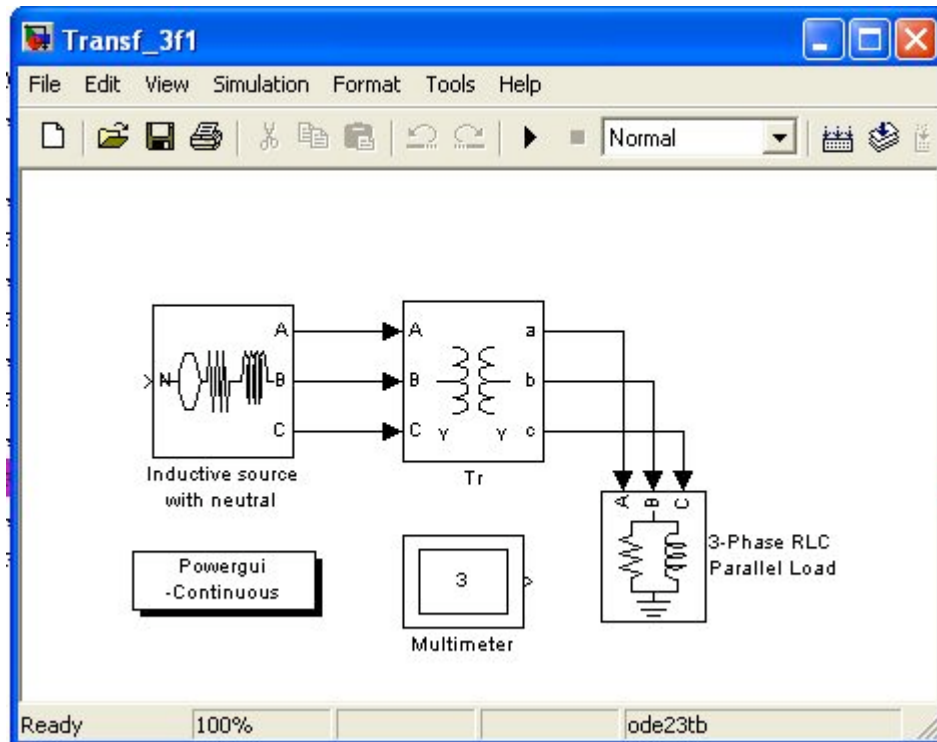 Transf_3f1
File Edit View Simulation Format Tools Help
Normal
A A a
N B B b
C C Y Y c
Inductive source
with neutral
Tr
A B C
3-Phase RLC
Parallel Load
Powergui
-Continuous
3
Multimeter
Ready 100% ode23tb